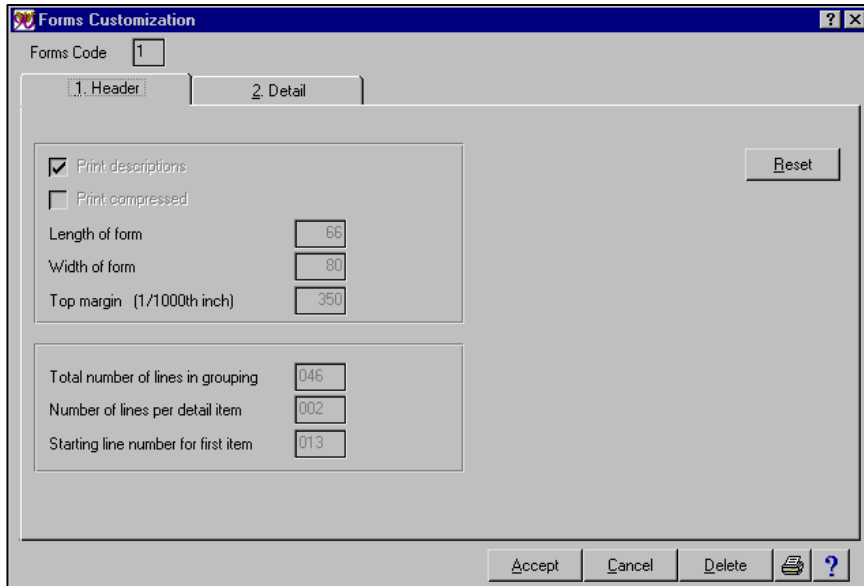 Forms Customization
Forms Code 1
1. Header 2. Detail
Print descriptions
Reset
Print compressed
Length of form 66
Width of form 80
Top margin (1/1000th inch) 350
Total number of lines in grouping 046
Number of lines per detail item 002
Starting line number for first item 013
Accept Cancel Delete ?